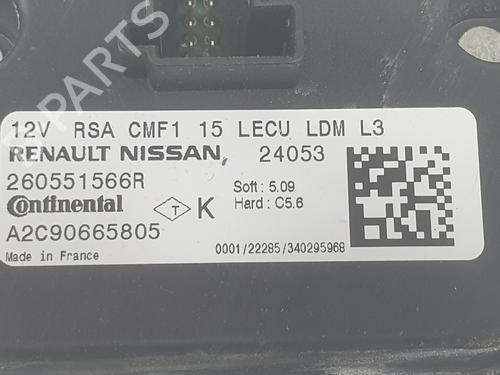 B-PARTS
12V RSA CMF1 15 LECU LDM L3
RENAULT NISSAN, 24053
260551566R
Soft : 5.09
Continental T K Hard : C5.6
A2C90665805
Made in France 0001/22285/340295968